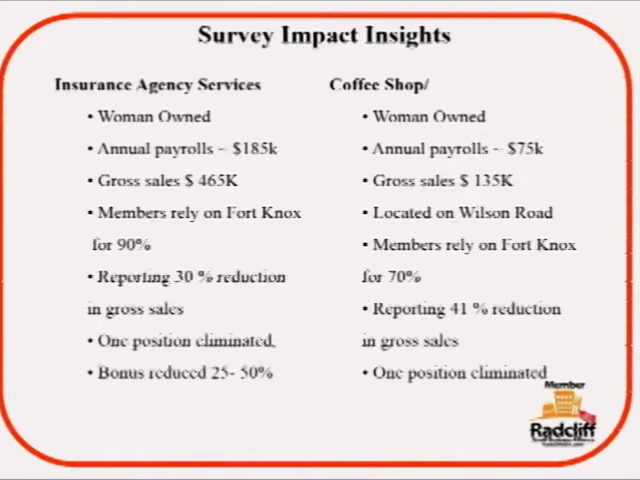 Survey Impact Insights
Insurance Agency Services
• Woman Owned
• Annual payrolls – $185k
• Gross sales $ 465K
• Members rely on Fort Knox
for 90%
• Reporting 30 % reduction
in gross sales
• One position eliminated,
• Bonus reduced 25- 50%
Coffee Shop/
• Woman Owned
• Annual payrolls – $75k
• Gross sales $ 135K
• Located on Wilson Road
• Members rely on Fort Knox
for 70%
• Reporting 41 % reduction
in gross sales
• One position eliminated
Member
Radcliff